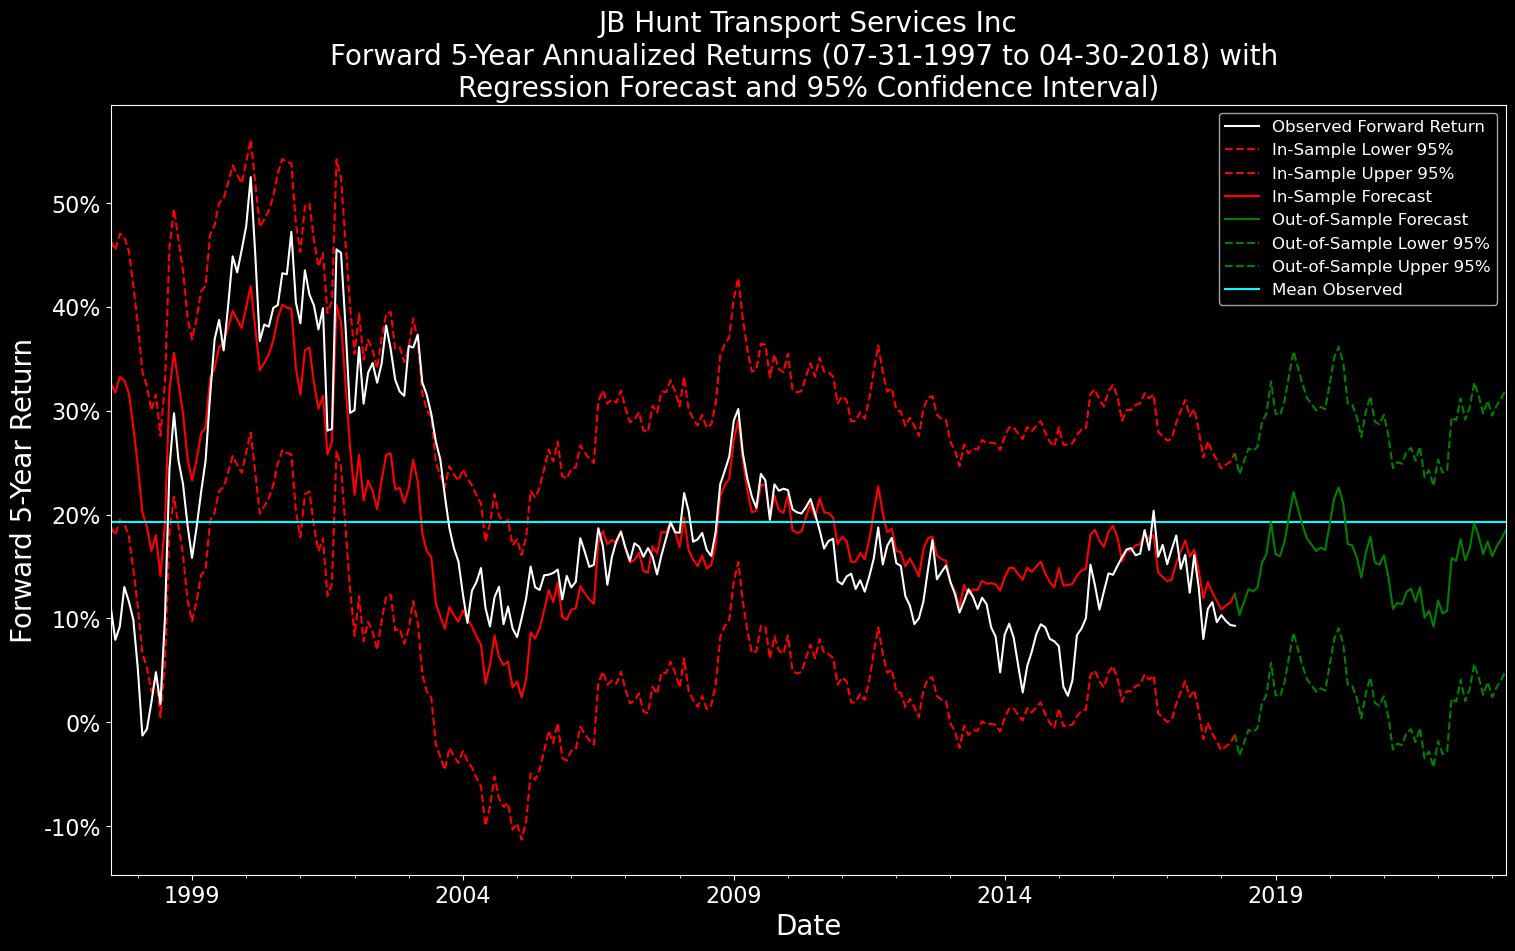 JB Hunt Transport Services Inc
Forward 5-Year Annualized Returns (07-31-1997 to 04-30-2018) with
Regression Forecast and 95% Confidence Interval)
Observed Forward Return
In-Sample Lower 95%
In-Sample Upper 95%
In-Sample Forecast
Out-of-Sample Forecast
Out-of-Sample Lower 95%
Out-of-Sample Upper 95%
Mean Observed
Forward 5-Year Return
50%
40%
30%
20%
10%
0%
-10%
1999
2004
2009
2014
2019
Date